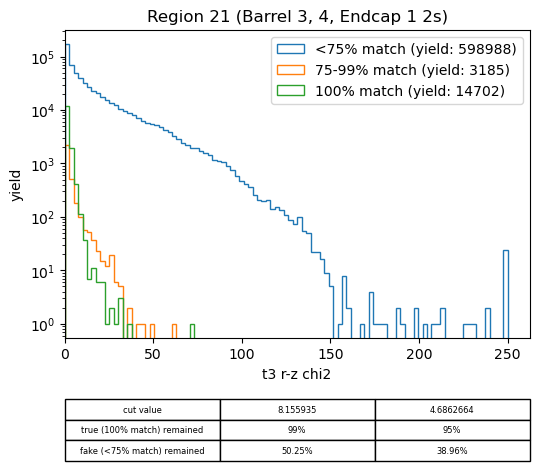 Region 21 (Barrel 3, 4, Endcap 1 2s)
<75% match (yield: 598988)
75-99% match (yield: 3185)
100% match (yield: 14702)
yield
10^5
10^4
10^3
10^2
10^1
10^0
0 50 100 150 200 250
t3 r-z chi2
cut value 8.155935 4.6862664
true (100% match) remained 99% 95%
fake (<75% match) remained 50.25% 38.96%